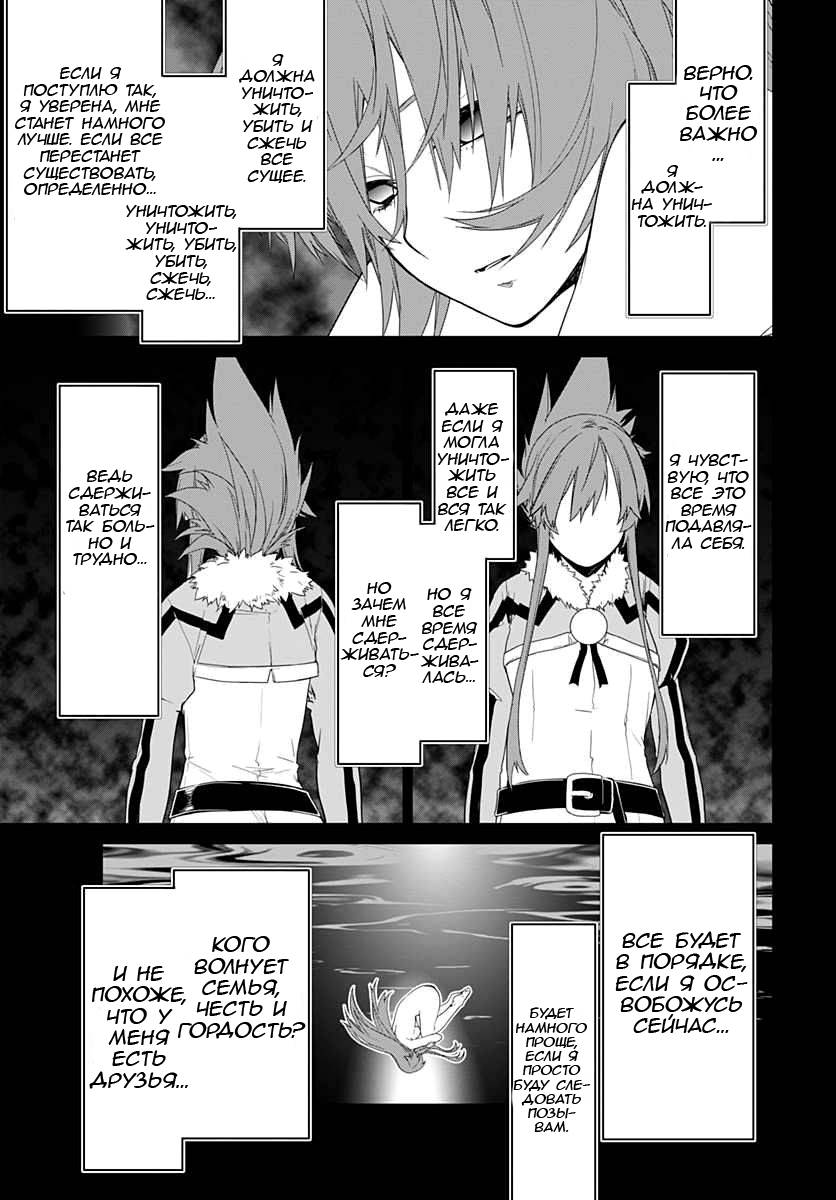 ВЕРНО.
ЧТО
БОЛЕЕ
ВАЖНО
...
Я
ДОЛЖ-
НА УНИЧ-
ТОЖИТЬ.
Я
ДОЛЖНА
УНИЧТО-
ЖИТЬ,
УБИТЬ И
СЖЕЧЬ
ВСЕ
СУЩЕЕ.
ЕСЛИ Я
ПОСТУПЛЮ ТАК,
Я УВЕРЕНА, МНЕ
СТАНЕТ НАМНОГО
ЛУЧШЕ. ЕСЛИ ВСЕ
ПЕРЕСТАНЕТ
СУЩЕСТВОВАТЬ,
ОПРЕДЕЛЕННО...
УНИЧТОЖИТЬ,
УНИЧТО-
ЖИТЬ, УБИТЬ,
УБИТЬ,
СЖЕЧЬ,
СЖЕЧЬ...
Я ЧУВСТ-
ВУЮ, ЧТО
ВСЕ ЭТО
ВРЕМЯ
ПОДАВЛЯ-
ЛА СЕБЯ.
ДАЖЕ
ЕСЛИ Я
МОГЛА
УНИЧТО-
ЖИТЬ
ВСЕ И
ВСЯ ТАК
ЛЕГКО.
НО Я
ВСЕ
ВРЕМЯ
СДЕР-
ЖИВА-
ЛАСЬ...
НО
ЗАЧЕМ
МНЕ
СДЕР-
ЖИВАТЬ-
СЯ?
ВЕДЬ
СДЕРЖИ-
ВАТЬСЯ
ТАК БОЛЬ-
НО И
ТРУДНО...
ВСЕ БУДЕТ
В ПОРЯДКЕ,
ЕСЛИ Я ОС-
ВОБОЖУСЬ
СЕЙЧАС...
БУДЕТ
НАМНОГО
ПРОЩЕ,
ЕСЛИ Я
ПРОСТО
БУДУ СЛЕ-
ДОВАТЬ
ПОЗЫ-
ВАМ.
КОГО
ВОЛНУЕТ
СЕМЬЯ,
ЧЕСТЬ И
ГОРДОСТЬ?
И НЕ
ПОХОЖЕ,
ЧТО У
МЕНЯ
ЕСТЬ
ДРУЗЬЯ...